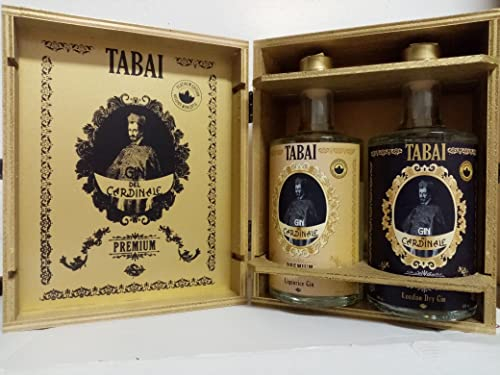 TABAI
GIN
DEL
CARDINALE
PREMIUM
TABAI
GIN
CARDINALE
Liquorice Gin
TABAI
GIN
CARDINALE
London Dry Gin